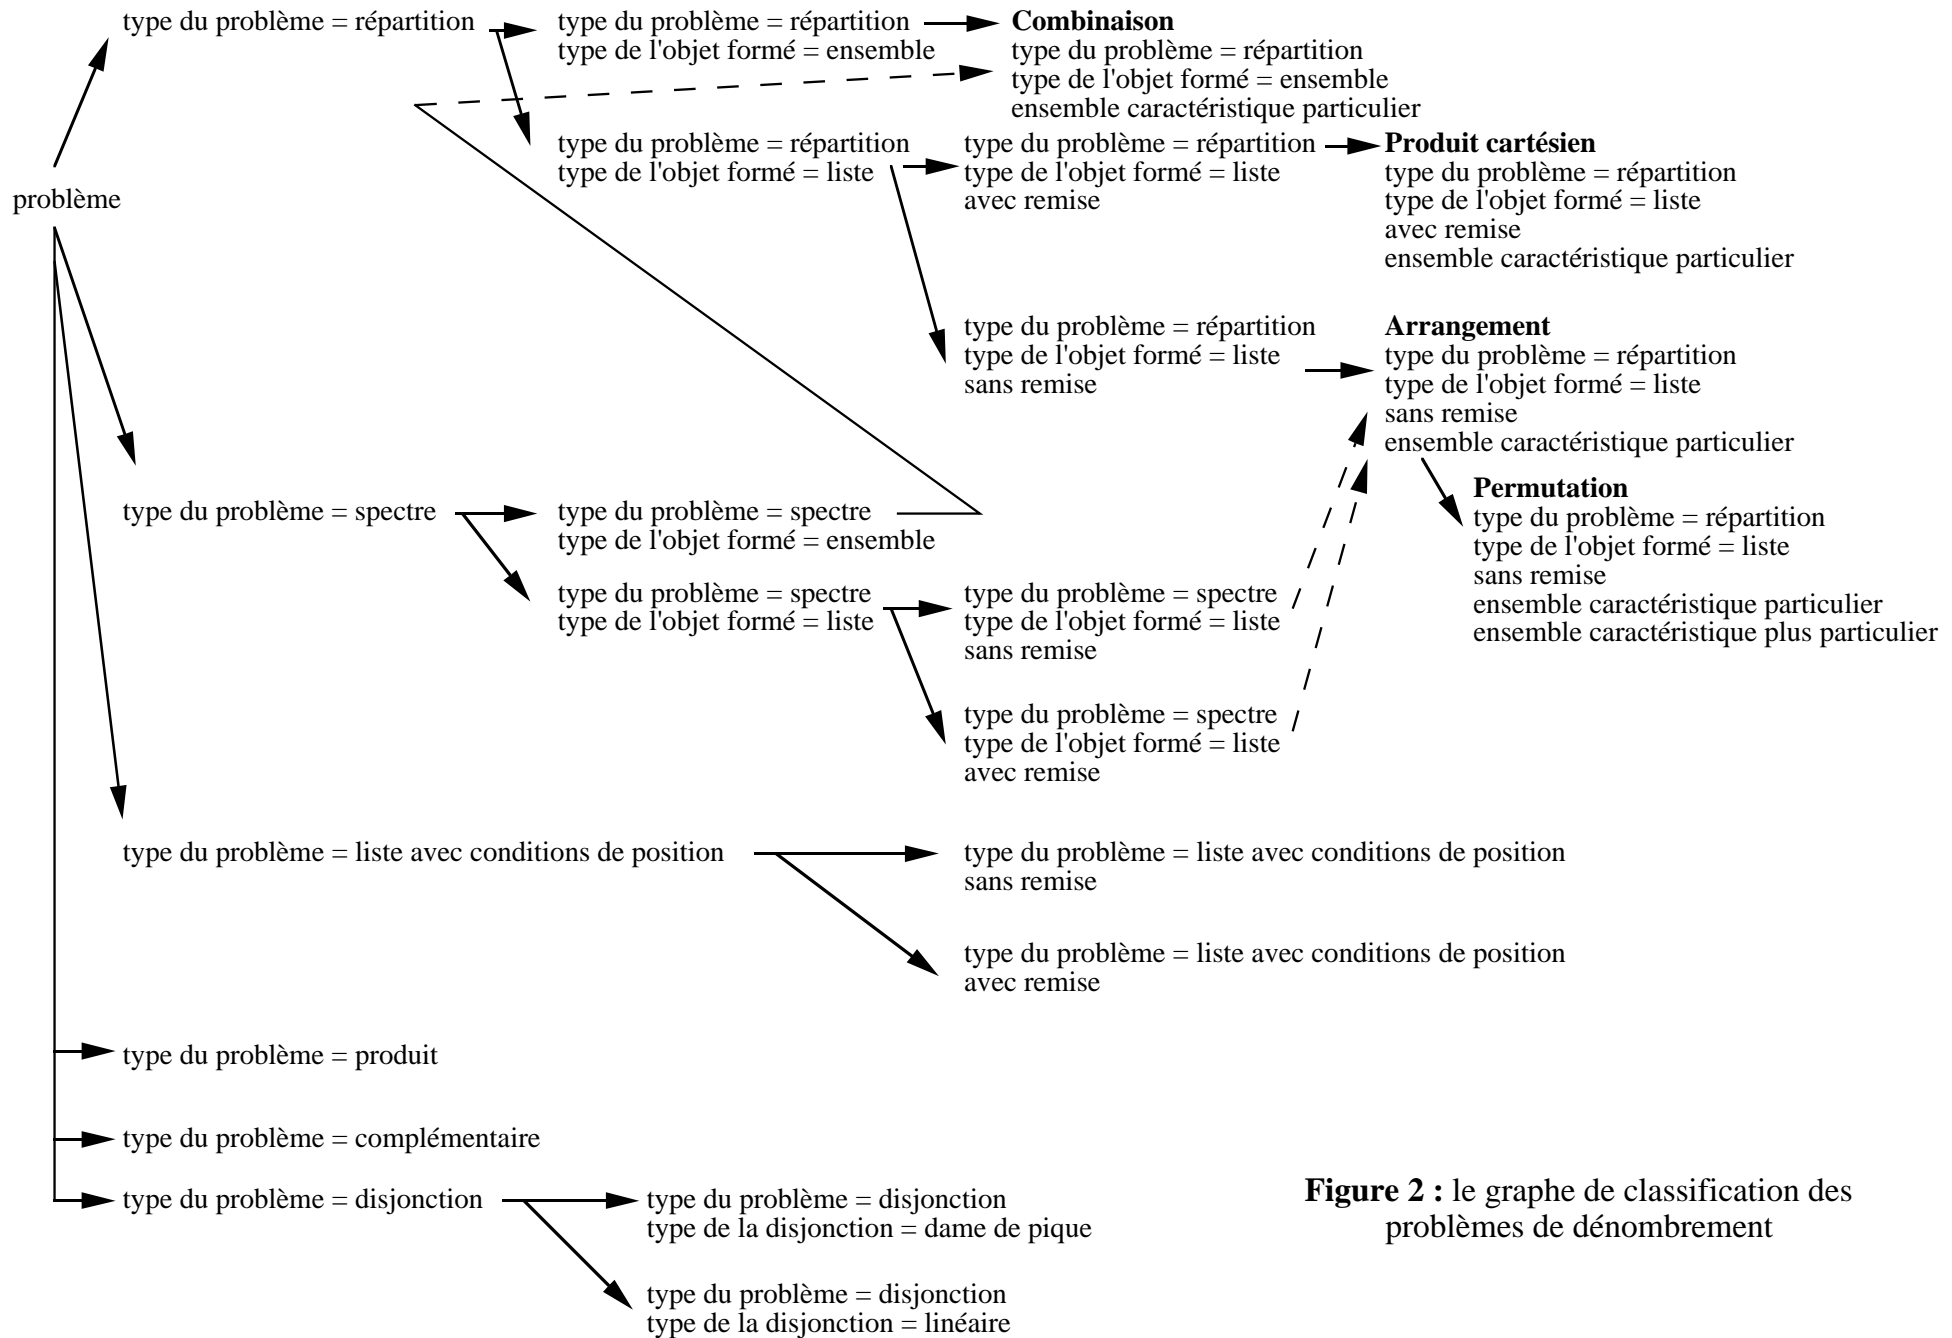 type du problème = répartition
type du problème = répartition
type de l'objet formé = ensemble
Combinaison
type du problème = répartition
type de l'objet formé = ensemble
ensemble caractéristique particulier
type du problème = répartition
type de l'objet formé = liste
type du problème = répartition
type de l'objet formé = liste
avec remise
Produit cartésien
type du problème = répartition
type de l'objet formé = liste
avec remise
ensemble caractéristique particulier
problème
type du problème = répartition
type de l'objet formé = liste
sans remise
Arrangement
type du problème = répartition
type de l'objet formé = liste
sans remise
ensemble caractéristique particulier
Permutation
type du problème = répartition
type de l'objet formé = liste
sans remise
ensemble caractéristique particulier
ensemble caractéristique plus particulier
type du problème = spectre
type du problème = spectre
type de l'objet formé = ensemble
type du problème = spectre
type de l'objet formé = liste
type du problème = spectre
type de l'objet formé = liste
sans remise
type du problème = spectre
type de l'objet formé = liste
avec remise
type du problème = liste avec conditions de position
type du problème = liste avec conditions de position
sans remise
type du problème = liste avec conditions de position
avec remise
type du problème = produit
type du problème = complémentaire
type du problème = disjonction
type du problème = disjonction
type de la disjonction = dame de pique
type du problème = disjonction
type de la disjonction = linéaire
Figure 2 : le graphe de classification des
problèmes de dénombrement